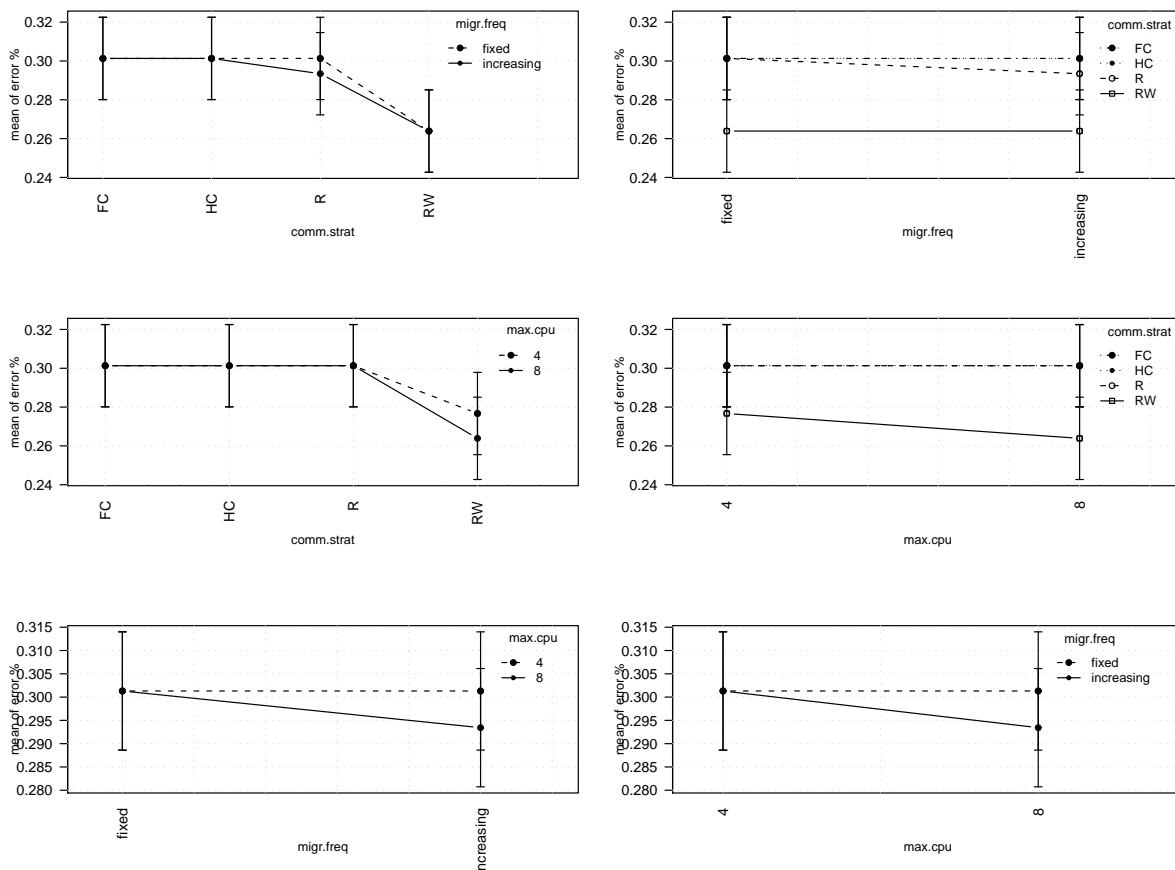 mean of error %
0.32
0.30
0.28
0.26
0.24
FC
HC
R
RW
comm.strat
migr.freq
fixed
increasing
mean of error %
0.32
0.30
0.28
0.26
0.24
fixed
increasing
migr.freq
comm.strat
FC
HC
R
RW
mean of error %
0.32
0.30
0.28
0.26
0.24
FC
HC
R
RW
comm.strat
max.cpu
4
8
mean of error %
0.32
0.30
0.28
0.26
0.24
4
8
max.cpu
comm.strat
FC
HC
R
RW
mean of error %
0.315
0.310
0.305
0.300
0.295
0.290
0.285
0.280
fixed
increasing
migr.freq
max.cpu
4
8
mean of error %
0.315
0.310
0.305
0.300
0.295
0.290
0.285
0.280
4
8
max.cpu
migr.freq
fixed
increasing